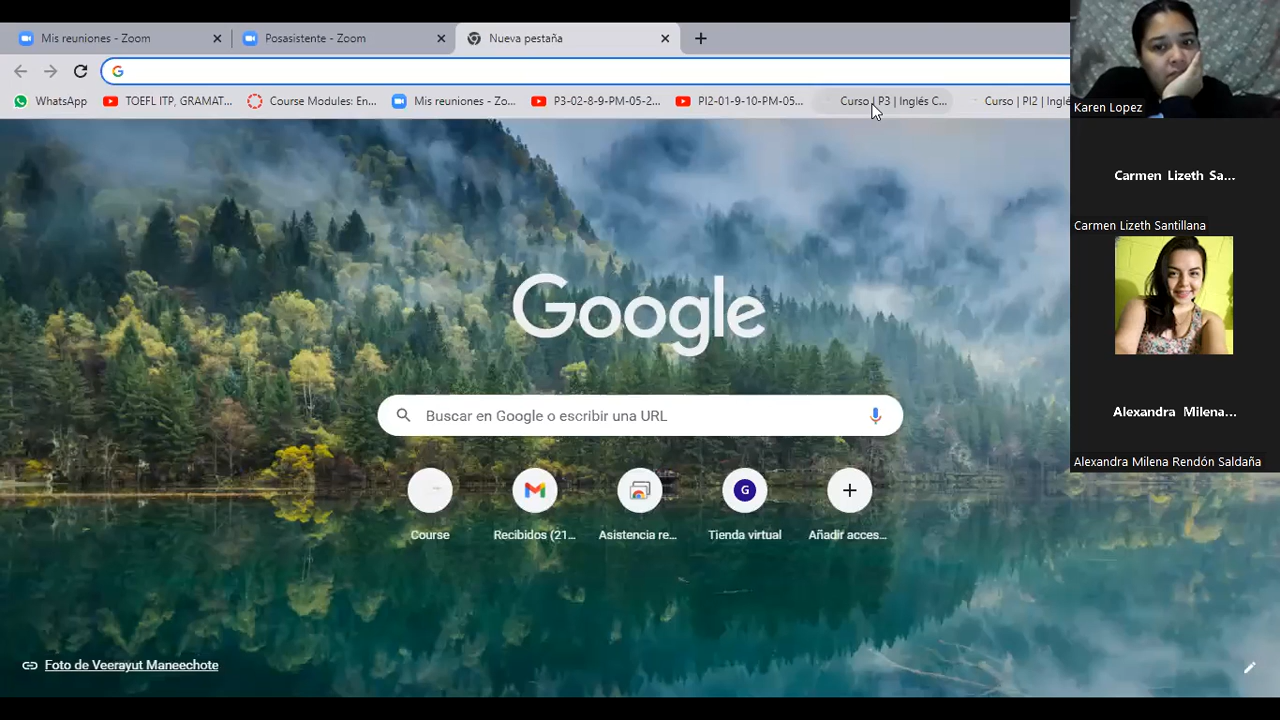 Mis reuniones - Zoom
Posasistente - Zoom
Nueva pestaña
WhatsApp
TOEFL ITP, GRAMAT...
Course Modules: En...
Mis reuniones - Zo...
P3-02-8-9-PM-05-2...
PI2-01-9-10-PM-05...
Curso | P3 | Inglés C...
Curso | PI2 | Inglé
Karen Lopez
Carmen Lizeth Sa...
Carmen Lizeth Santillana
Google
Buscar en Google o escribir una URL
Alexandra Milena...
Alexandra Milena Rendón Saldaña
G
Course
Recibidos (21...
Asistencia re...
Tienda virtual
Añadir acces...
Foto de Veerayut Maneechote